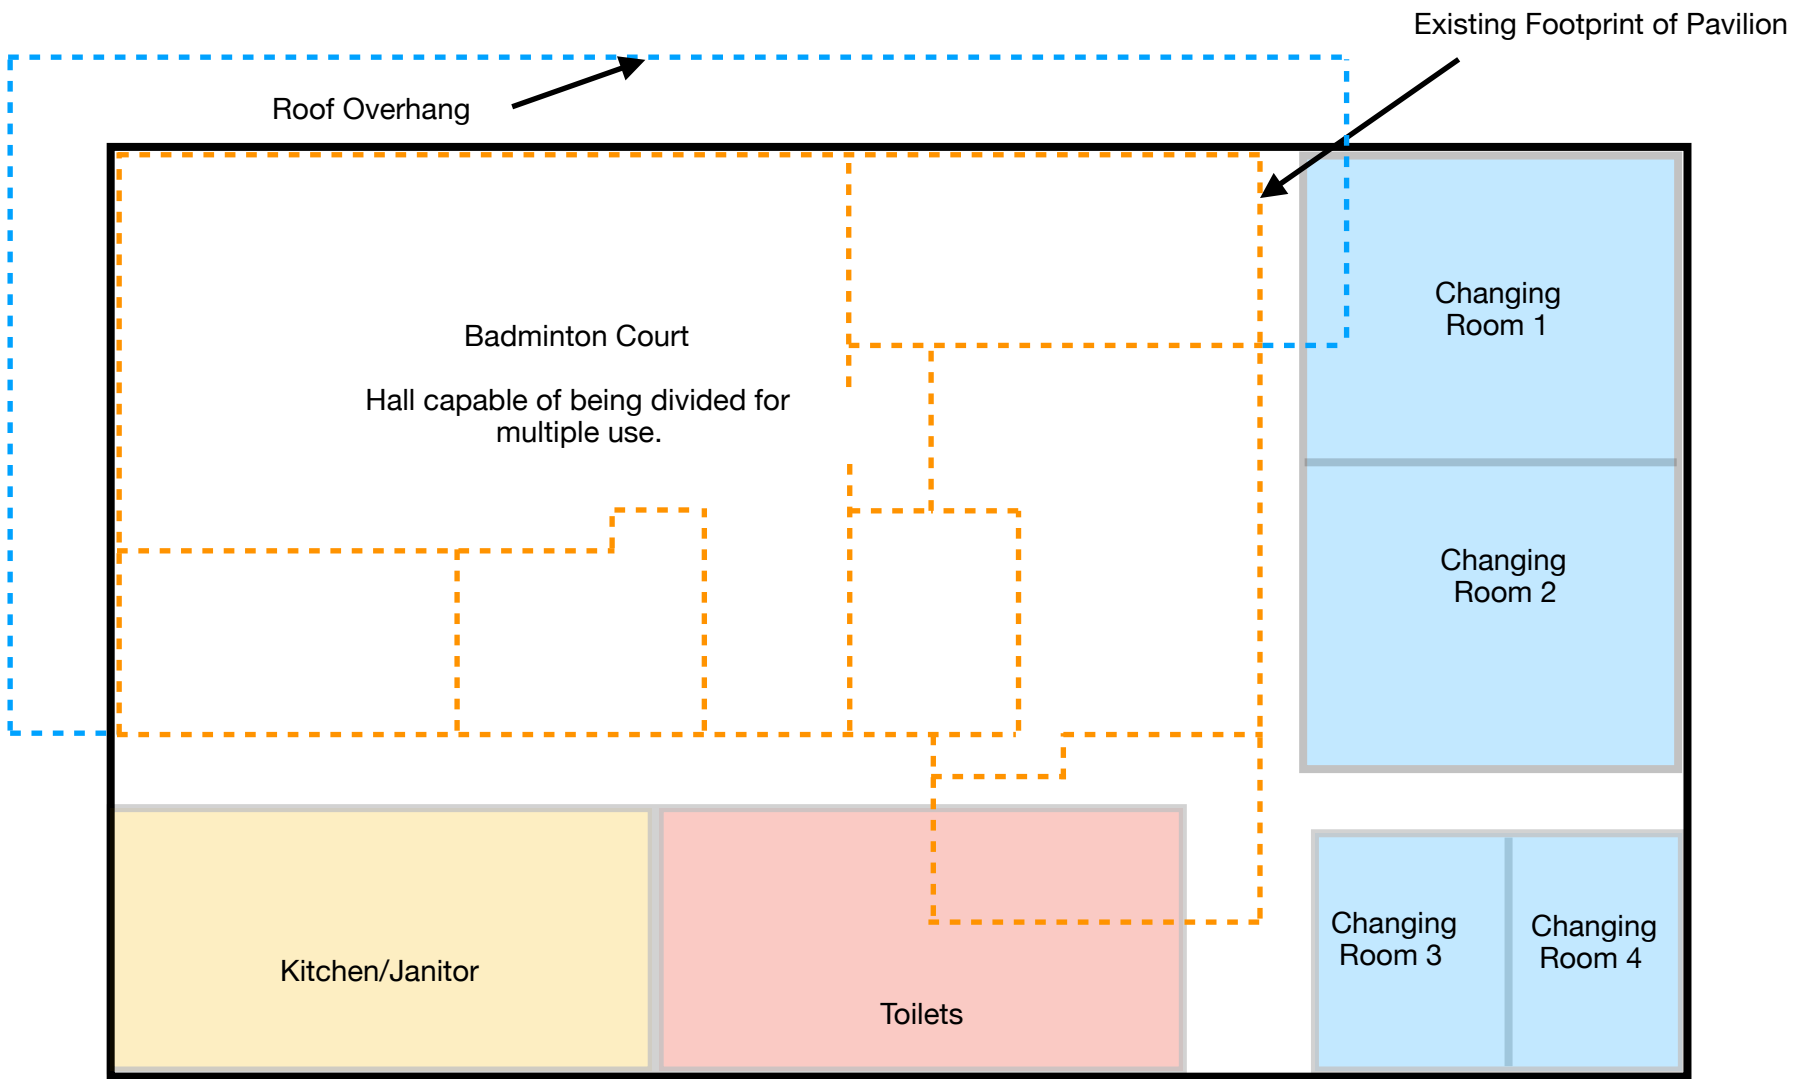 Existing Footprint of Pavilion
Roof Overhang
Changing
Room 1
Badminton Court
Hall capable of being divided for
multiple use.
Changing
Room 2
Changing
Room 3
Changing
Room 4
Kitchen/Janitor
Toilets